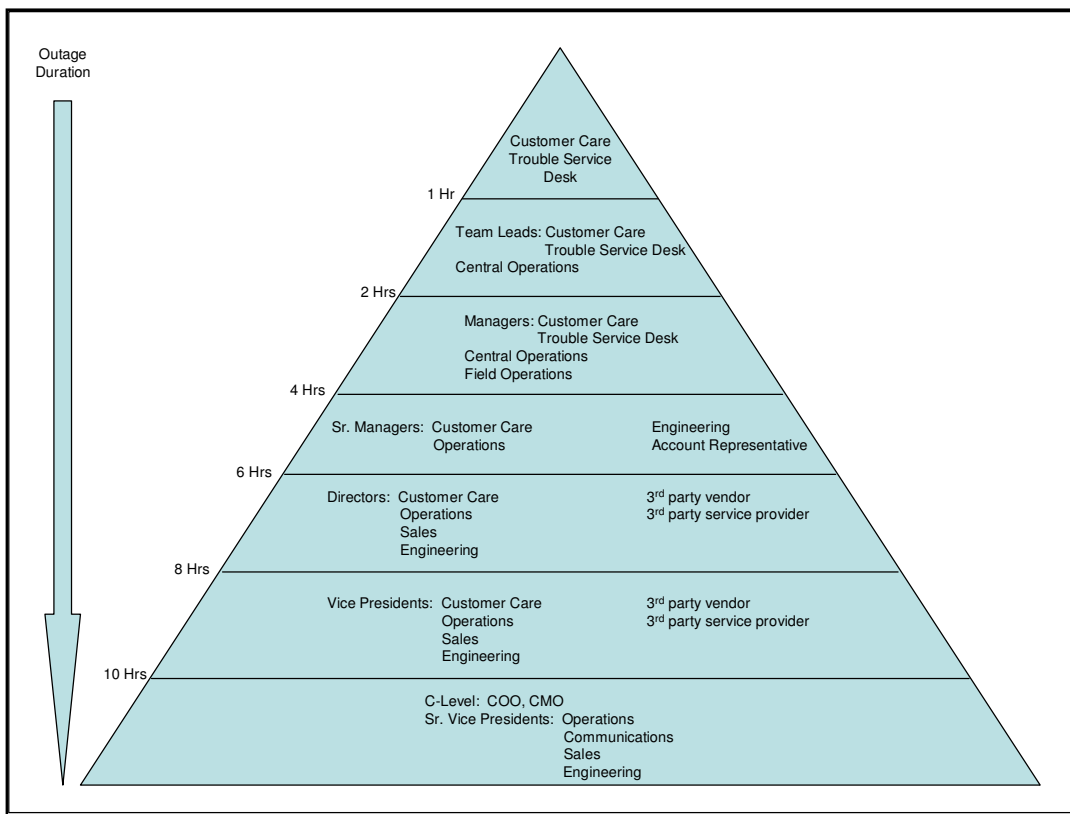 Outage
Duration
Customer Care
Trouble Service
Desk
1 Hr
Team Leads: Customer Care
Trouble Service Desk
Central Operations
2 Hrs
Managers: Customer Care
Trouble Service Desk
Central Operations
Field Operations
4 Hrs
Sr. Managers: Customer Care
Operations
Engineering
Account Representative
6 Hrs
Directors: Customer Care
Operations
Sales
Engineering
3rd party vendor
3rd party service provider
8 Hrs
Vice Presidents: Customer Care
Operations
Sales
Engineering
3rd party vendor
3rd party service provider
10 Hrs
C-Level: COO, CMO
Sr. Vice Presidents: Operations
Communications
Sales
Engineering